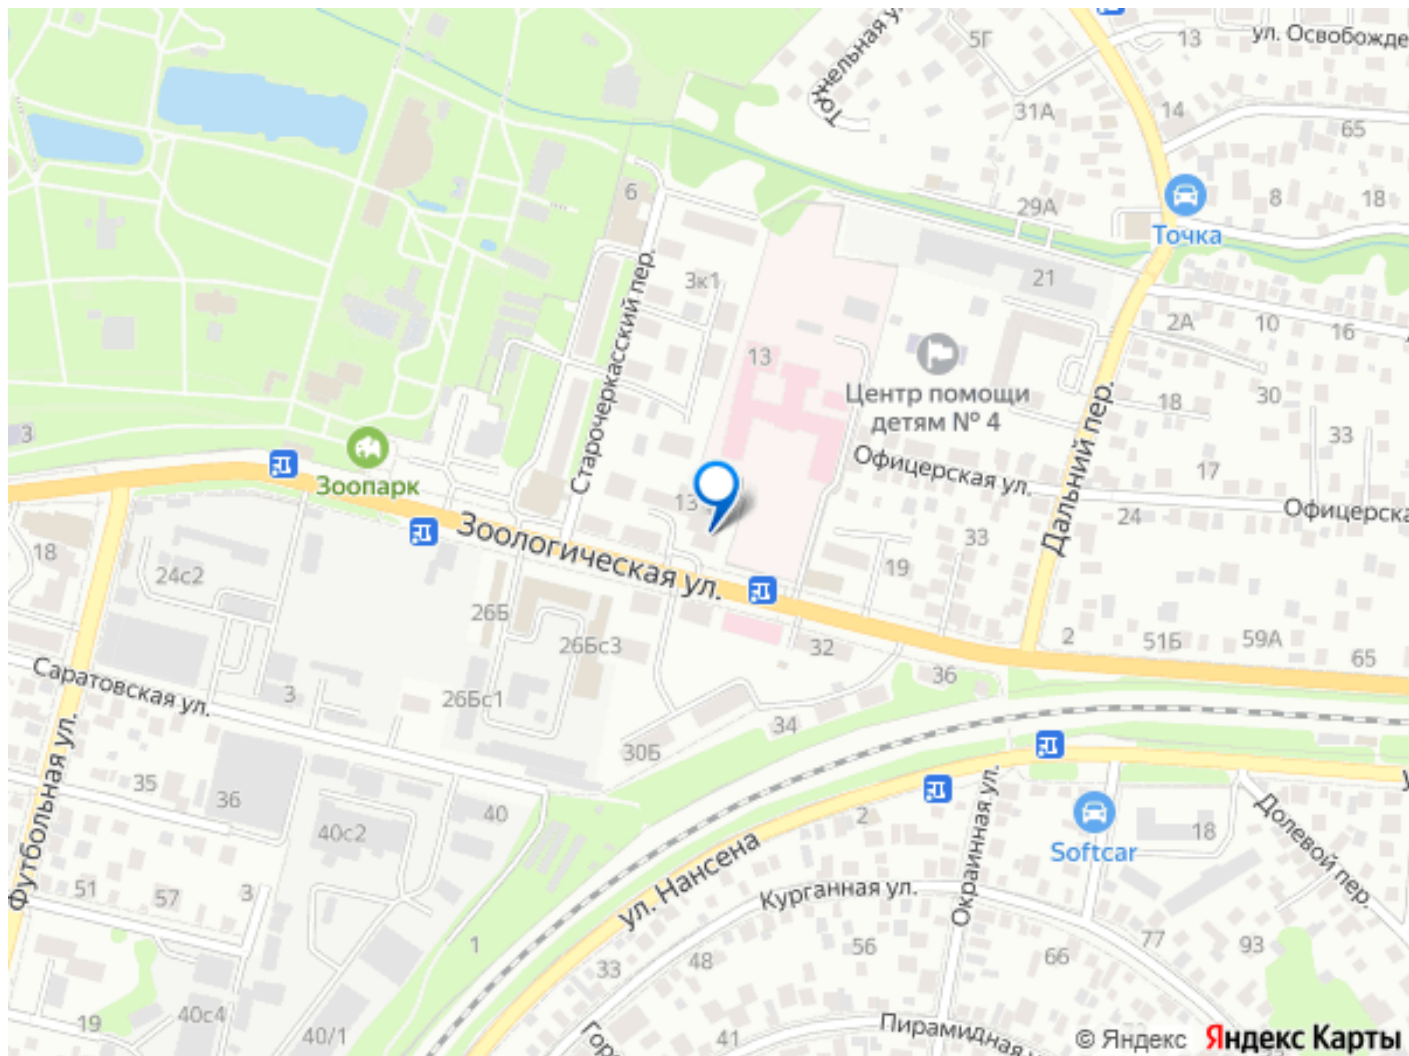 5Г
13
ул. Освобожде
14
31А
65
6
29А
8
18
Точка
3к1
Старочеркасский пер.
21
2А
10
16
13
Центр помощи
детям № 4
18
30
33
3
Зоопарк
Офицерская ул.
17
Дальний пер.
13
Зоологическая ул.
24
Офицерска
18
24с2
33
19
26Б
26Бс3
32
2
51Б
59А
65
36
Саратовская ул.
3
26Бс1
34
30Б
Футбольная ул.
35
36
40с2
40
2
Окраинная ул.
18
Долевой пер.
Softcar
ул. Нансена
51
57
3
Курганная ул.
1
56
77
93
33
48
66
19
40с4
40/1
41
Пирамидная
© Яндекс
Яндекс Карты